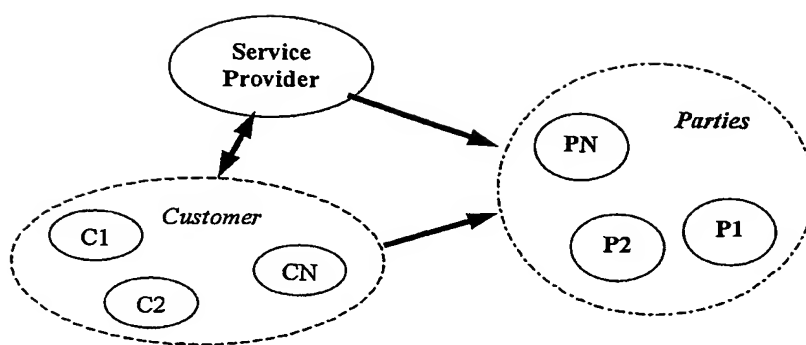 Service
Provider
Parties
PN
Customer
C1
P1
P2
CN
C2